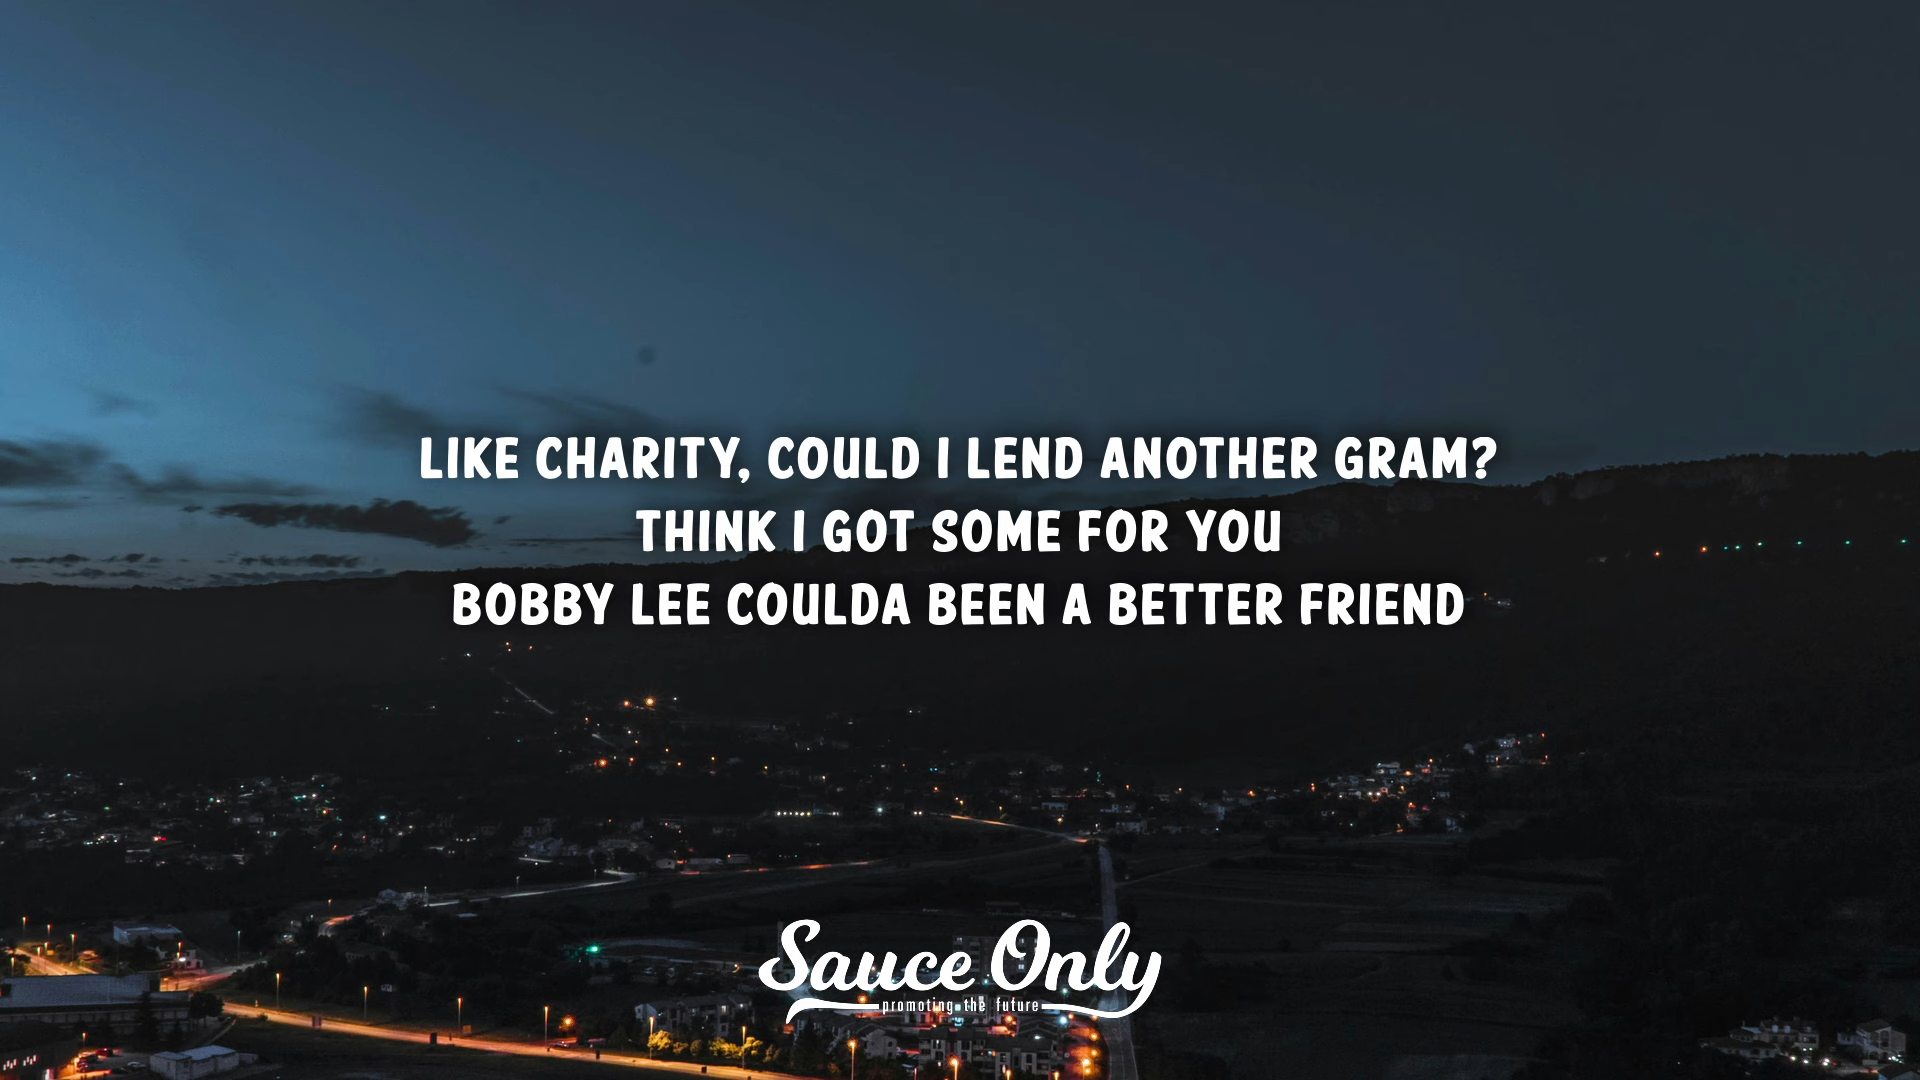 LIKE CHARITY, COULD I LEND ANOTHER GRAM?
THINK I GOT SOME FOR YOU
BOBBY LEE COULDA BEEN A BETTER FRIEND
Sauce Only
promoting the future